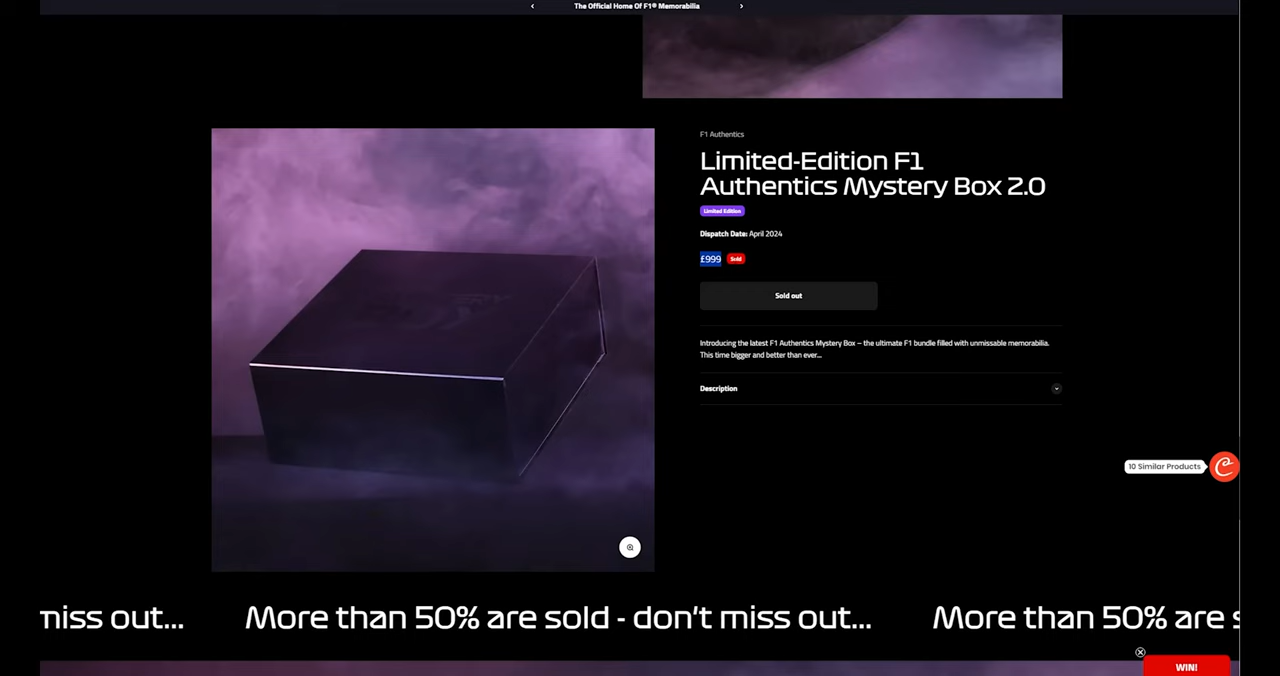 The Official Home Of F1® Memorabilia
F1 Authentics
Limited-Edition F1
Authentics Mystery Box 2.0
Limited Edition
Dispatch Date: April 2024
£999 Sold
Sold out
Introducing the latest F1 Authentics Mystery Box – the ultimate F1 bundle filled with unmissable memorabilia.
This time bigger and better than ever...
Description
10 Similar Products
miss out... More than 50% are sold - don't miss out... More than 50% are s
WIN!